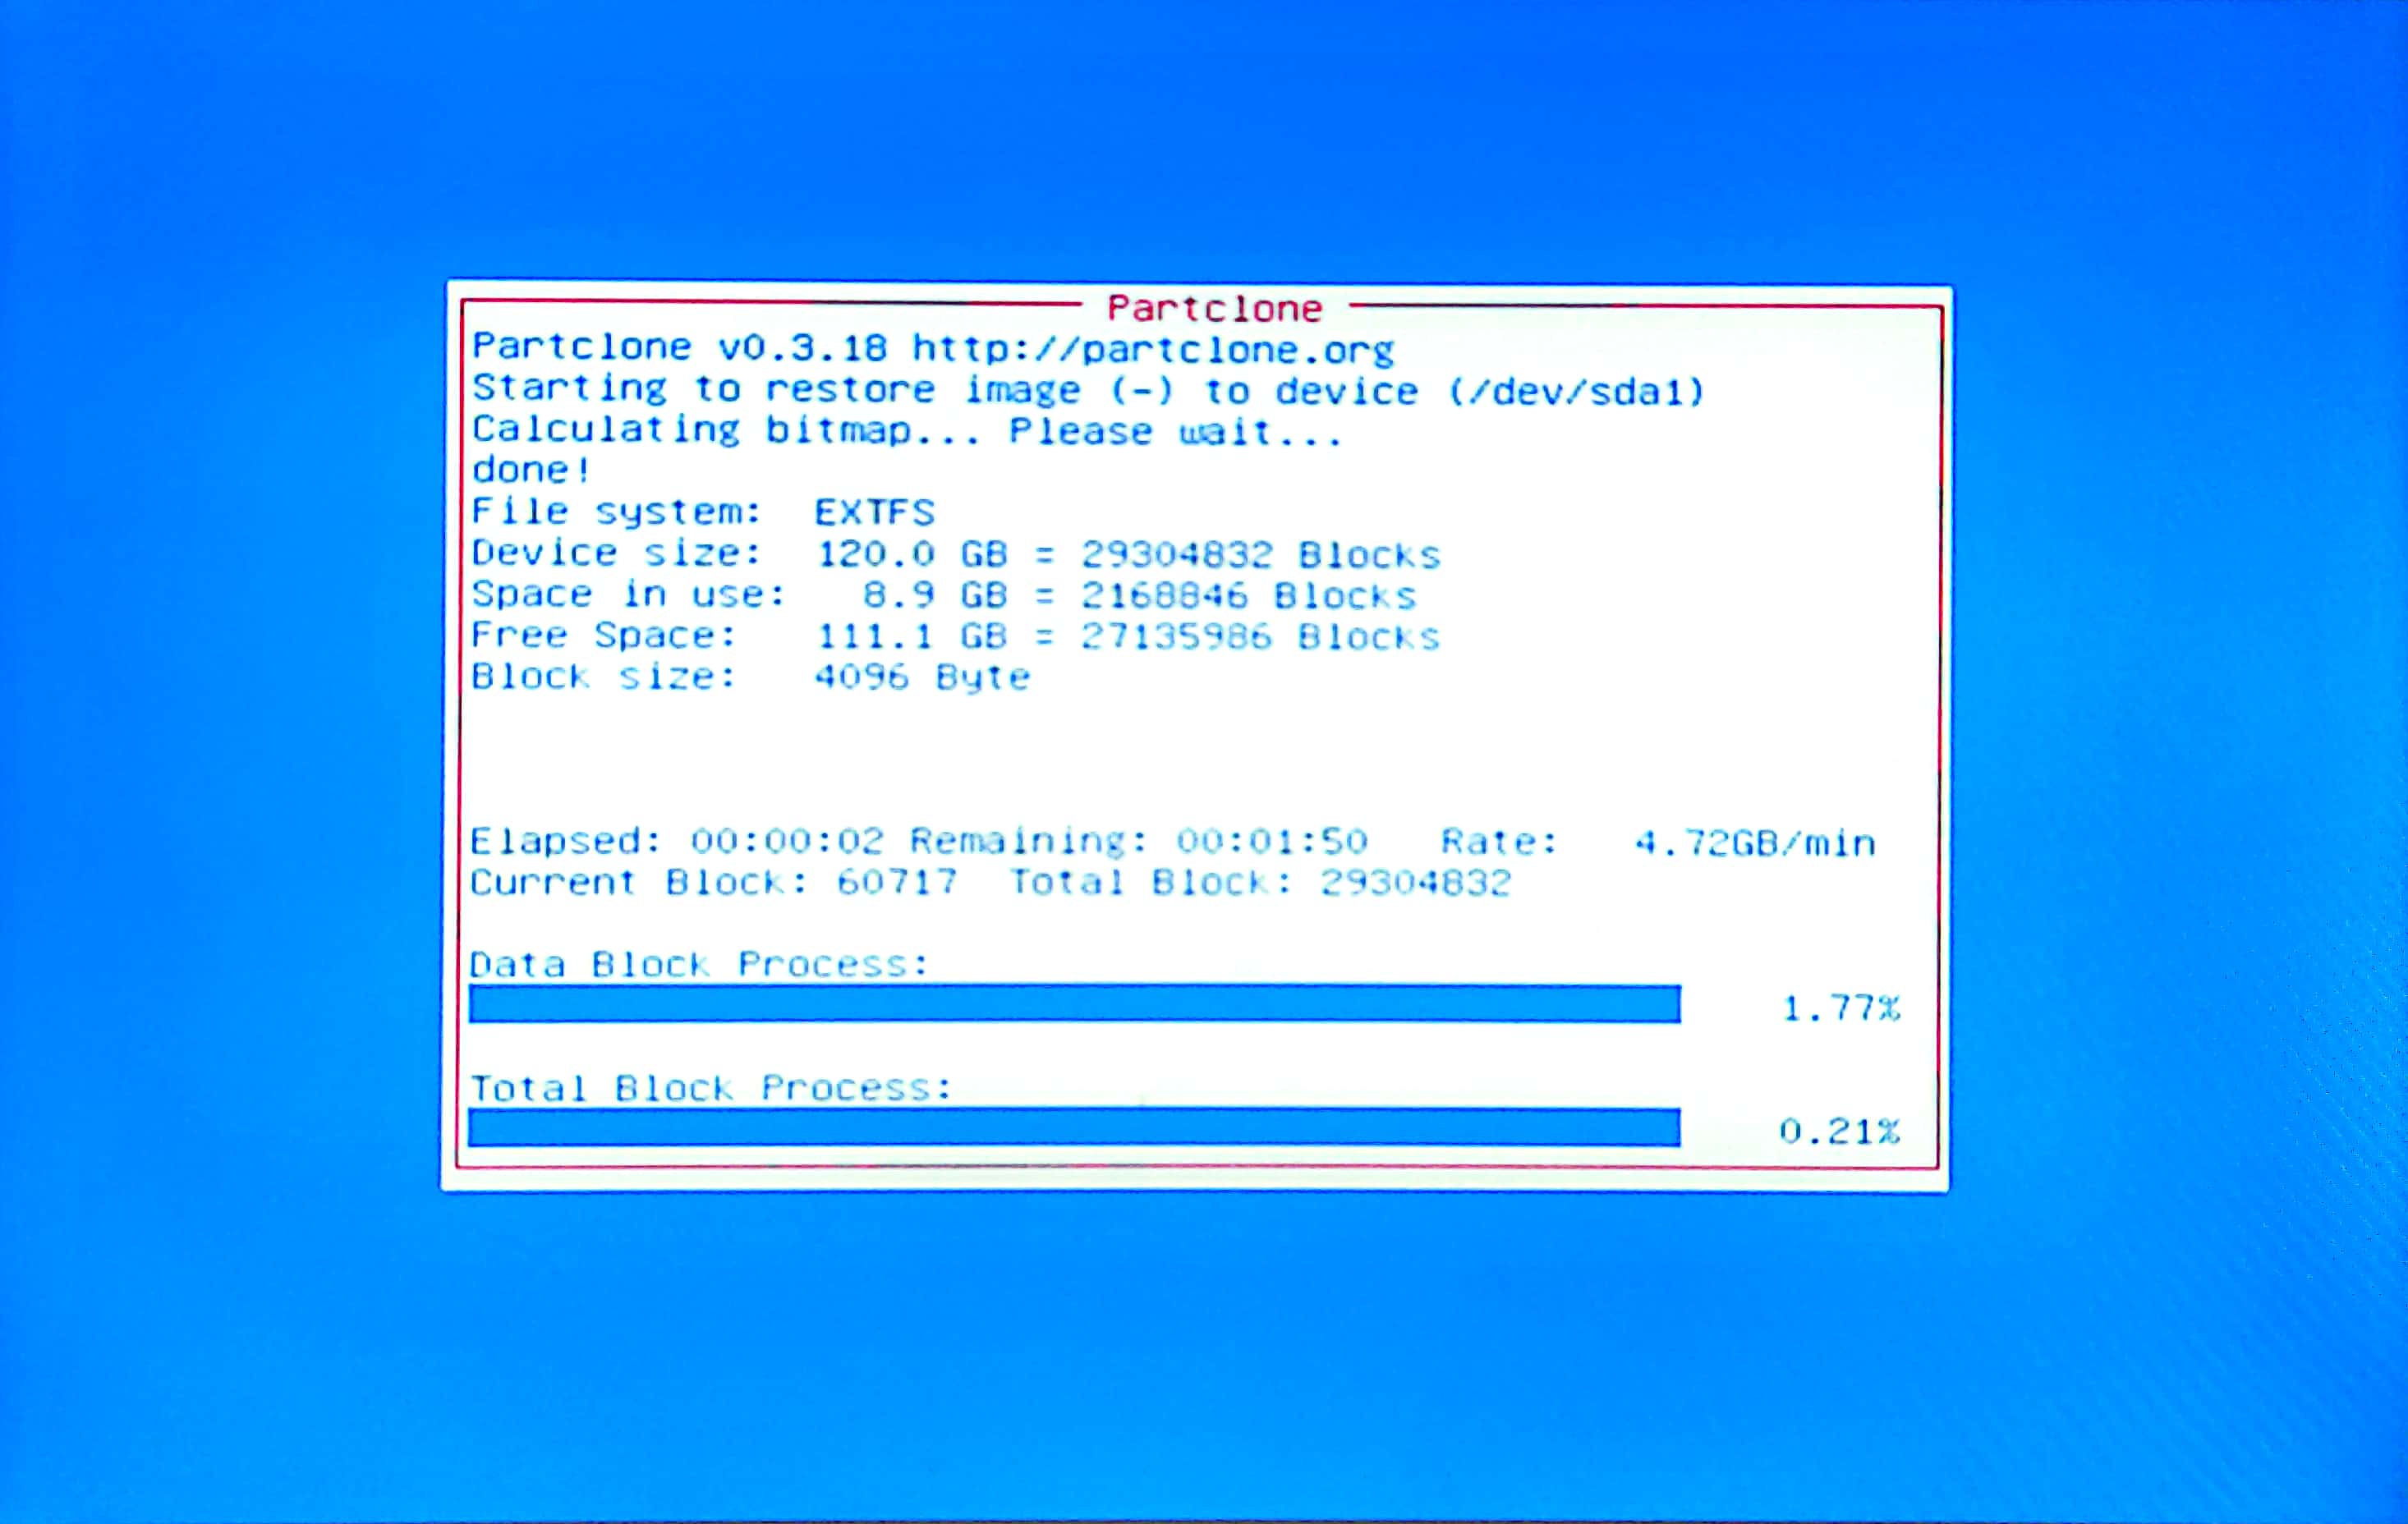 Partclone
Partclone v0.3.18 http://partclone.org
Starting to restore image (-) to device (/dev/sda1)
Calculating bitmap... Please wait...
done!
File system:  EXTFS
Device size:  120.0 GB = 29304832 Blocks
Space in use:   8.9 GB = 2168846 Blocks
Free Space:   111.1 GB = 27135986 Blocks
Block size:   4096 Byte
Elapsed: 00:00:02 Remaining: 00:01:50   Rate:   4.72GB/min
Current Block: 60717  Total Block: 29304832
Data Block Process:
1.77%
Total Block Process:
0.21%